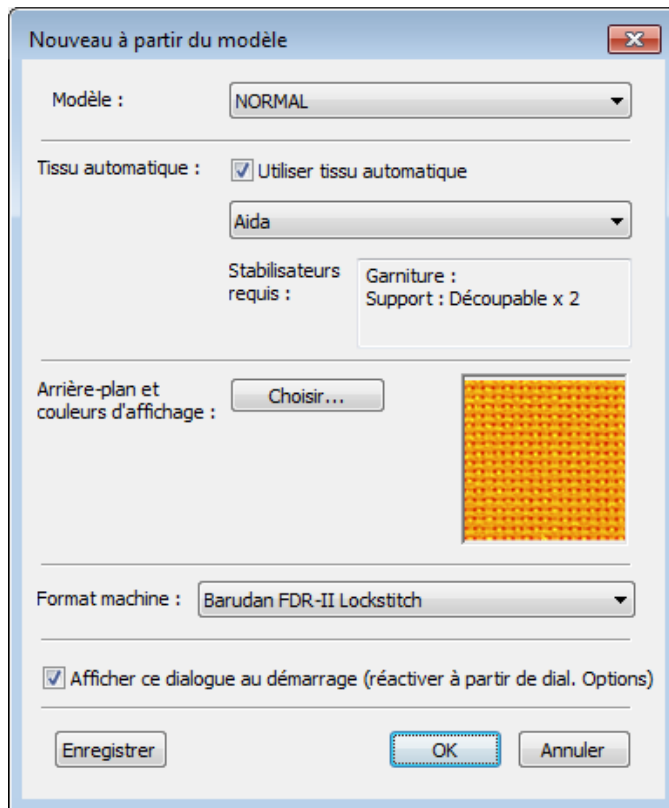 Nouveau à partir du modèle
Modèle :
NORMAL
Tissu automatique :
Utiliser tissu automatique
Aida
Stabilisateurs
requis :
Garniture :
Support : Découpable x 2
Arrière-plan et
couleurs d'affichage :
Choisir...
Format machine :
Barudan FDR-II Lockstitch
Afficher ce dialogue au démarrage (réactiver à partir de dial. Options)
Enregistrer
OK
Annuler